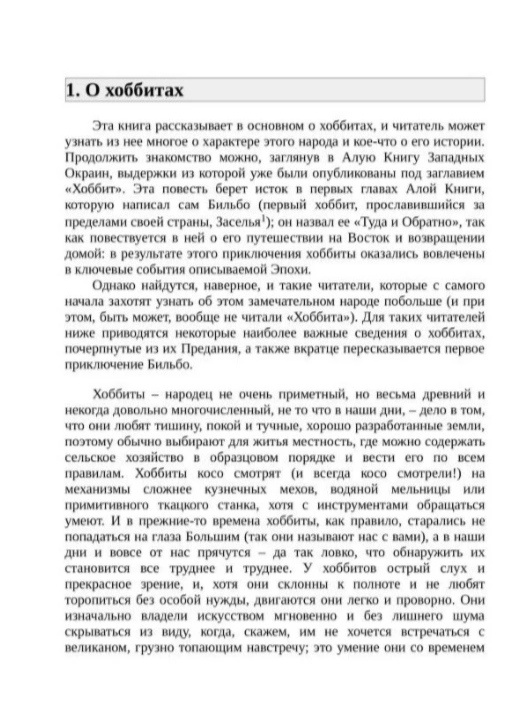 1. О хоббитах
Эта книга рассказывает в основном о хоббитах, и читатель может
узнать из нее многое о характере этого народа и кое-что о его истории.
Продолжить знакомство можно, заглянув в Алую Книгу Западных
Окраин, выдержки из которой уже были опубликованы под заглавием
«Хоббит». Эта повесть берет исток в первых главах Алой Книги,
которую написал сам Бильбо (первый хоббит, прославившийся за
пределами своей страны, Заселья¹); он назвал ее «Туда и Обратно», так
как повествуется в ней о его путешествии на Восток и возвращении
домой: в результате этого приключения хоббиты оказались вовлечены
в ключевые события описываемой Эпохи.
Однако найдутся, наверное, и такие читатели, которые с самого
начала захотят узнать об этом замечательном народе побольше (и при
этом, быть может, вообще не читали «Хоббита»). Для таких читателей
ниже приводятся некоторые наиболее важные сведения о хоббитах,
почерпнутые из их Предания, а также вкратце пересказывается первое
приключение Бильбо.
Хоббиты – народец не очень приметный, но весьма древний и
некогда довольно многочисленный, не то что в наши дни, – дело в том,
что они любят тишину, покой и тучные, хорошо разработанные земли,
поэтому обычно выбирают для житья местность, где можно содержать
сельское хозяйство в образцовом порядке и вести его по всем
правилам. Хоббиты косо смотрят (и всегда косо смотрели!) на
механизмы сложнее кузнечных мехов, водяной мельницы или
примитивного ткацкого станка, хотя с инструментами обращаться
умеют. И в прежние-то времена хоббиты, как правило, старались не
попадаться на глаза Большим (так они называют нас с вами), а в наши
дни и вовсе от нас прячутся – да так ловко, что обнаружить их
становится все труднее и труднее. У хоббитов острый слух и
прекрасное зрение, и, хотя они склонны к полноте и не любят
торопиться без особой нужды, двигаются они легко и проворно. Они
изначально владели искусством мгновенно и без лишнего шума
скрываться из виду, когда, скажем, им не хочется встречаться с
великаном, грузно топающим навстречу; это умение они со временем